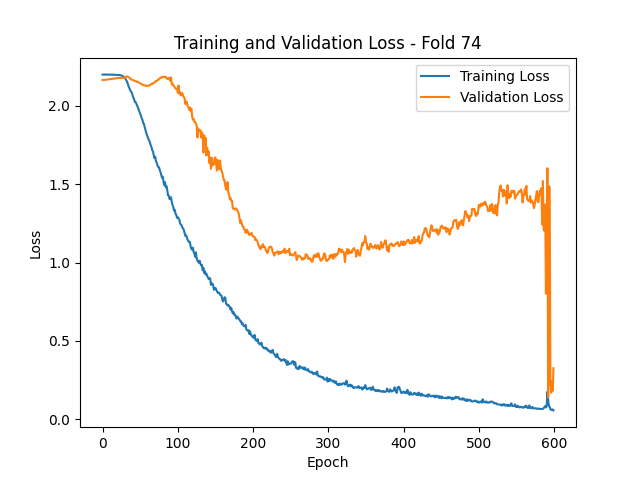 Training and Validation Loss - Fold 74
Training Loss
Validation Loss
Loss
2.0
1.5
1.0
0.5
0.0
0 100 200 300 400 500 600
Epoch